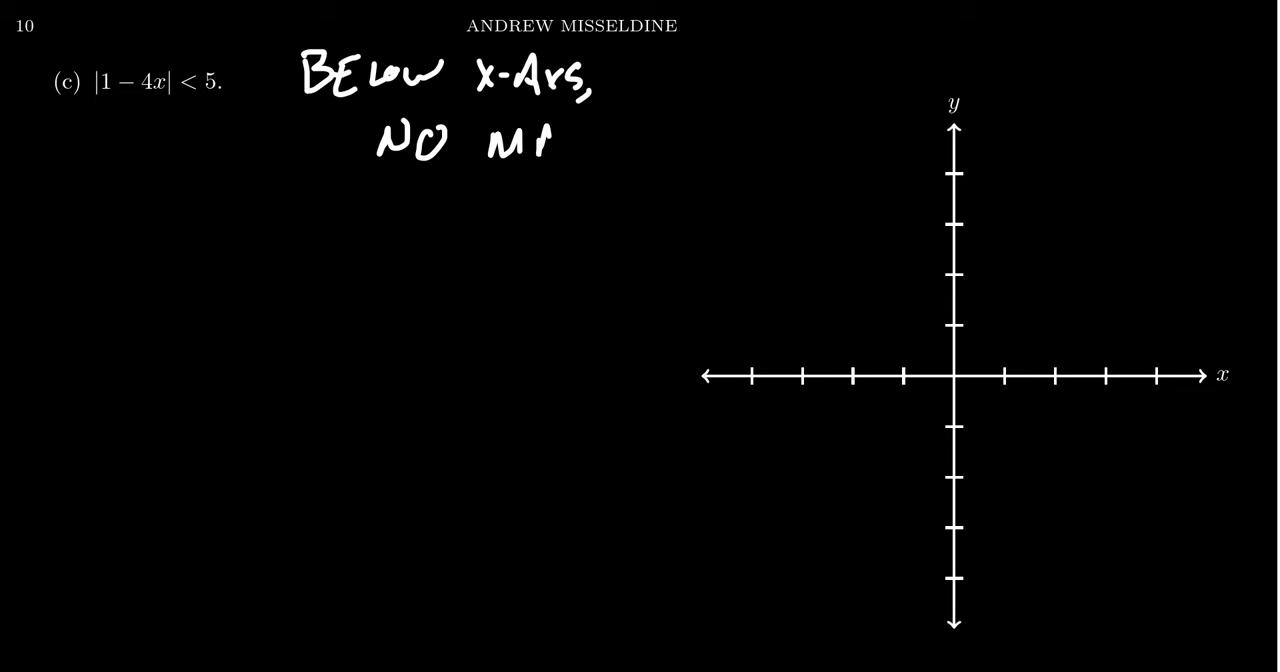 10
ANDREW MISSELDINE
(c) |1 − 4x| < 5.
BELOW X-AXIS,
NO
y
x